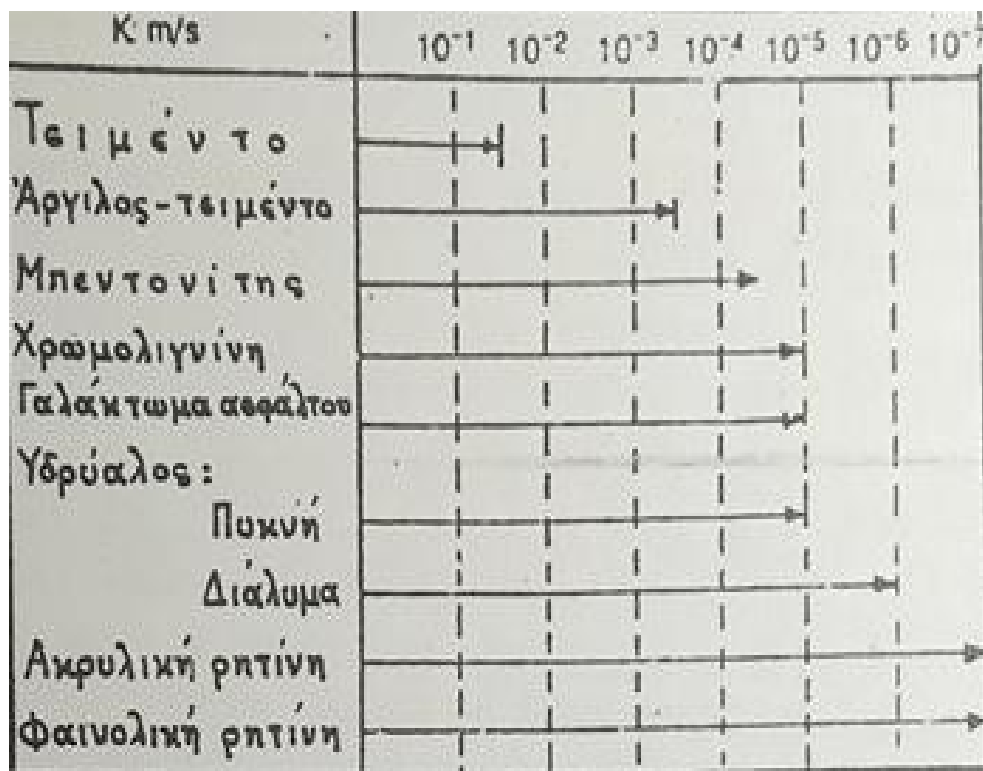 K m/s 10⁻¹ 10⁻² 10⁻³ 10⁻⁴ 10⁻⁵ 10⁻⁶ 10⁻⁷
Τσιμέντο
Άργιλος-τσιμέντο
Μπεντονίτης
Χρωμολιγνίνη
Γαλάκτωμα ασφάλτου
Υδρύαλος:
Πυκνή
Διάλυμα
Ακρυλική ρητίνη
Φαινολική ρητίνη